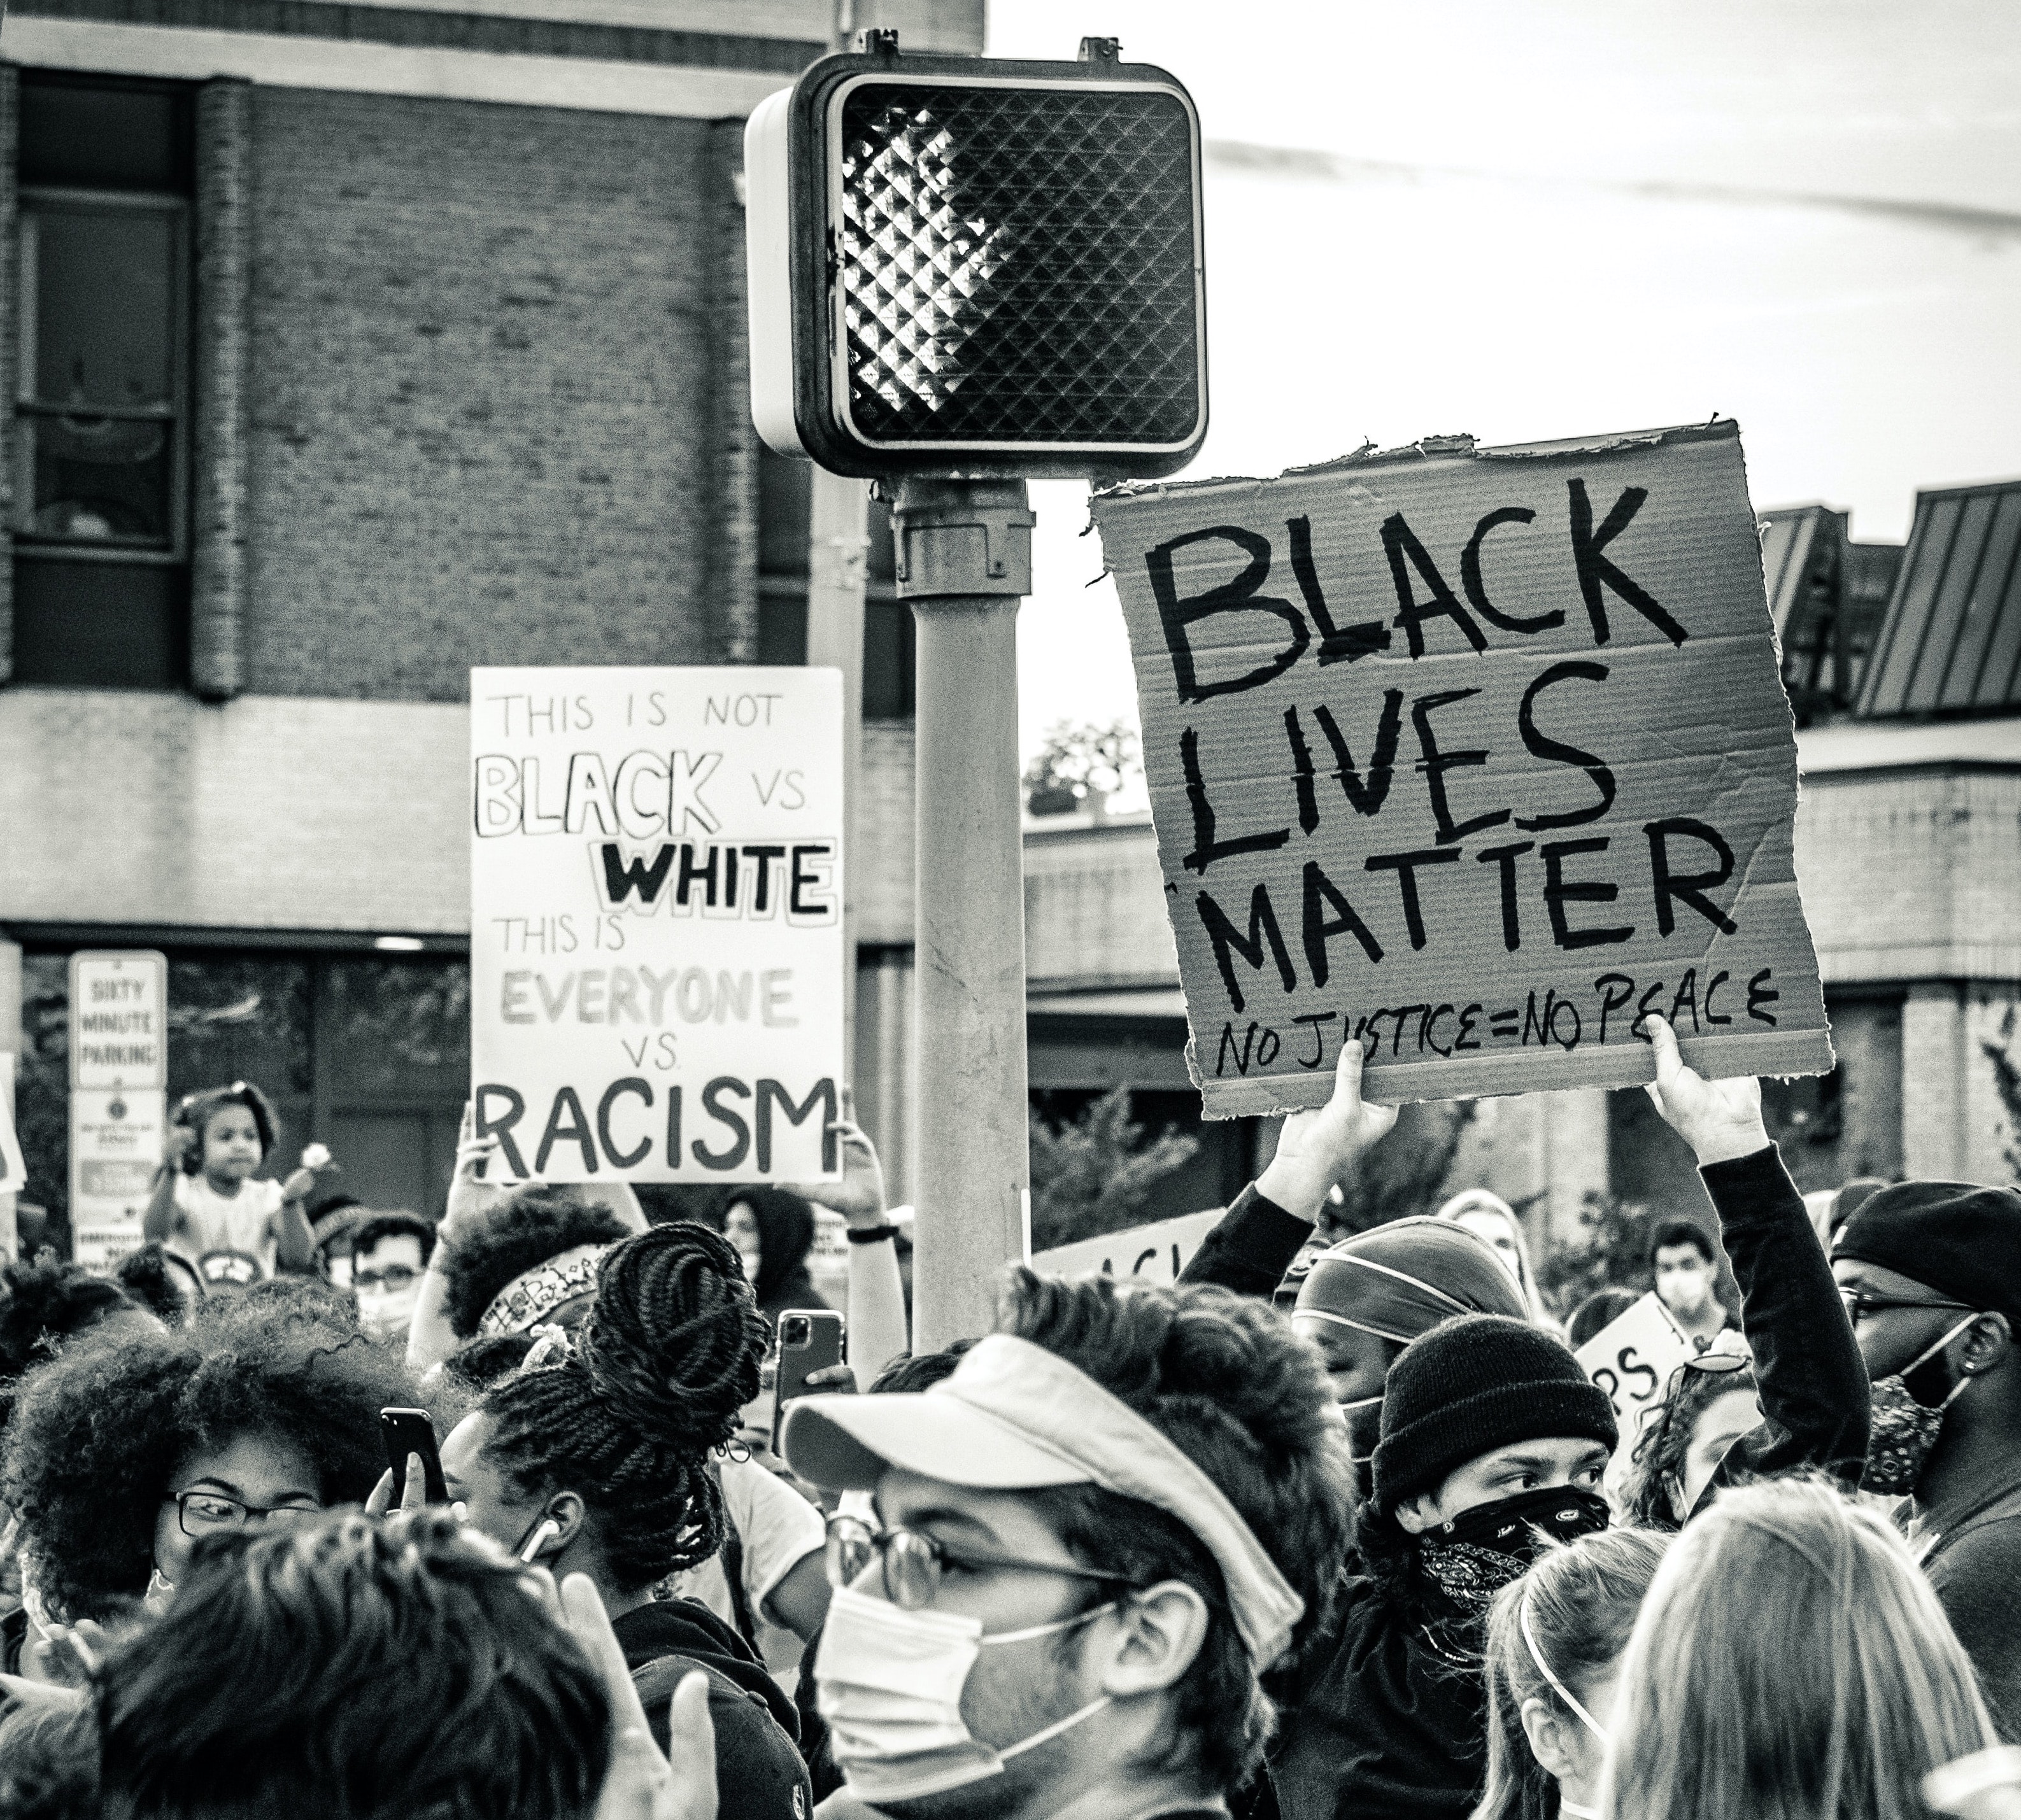 THIS IS NOT
BLACK VS
WHITE
THIS IS
EVERYONE
VS.
RACISM
BLACK
LIVES
MATTER
NO JUSTICE=NO PEACE
SIXTY
MINUTE
PARKING